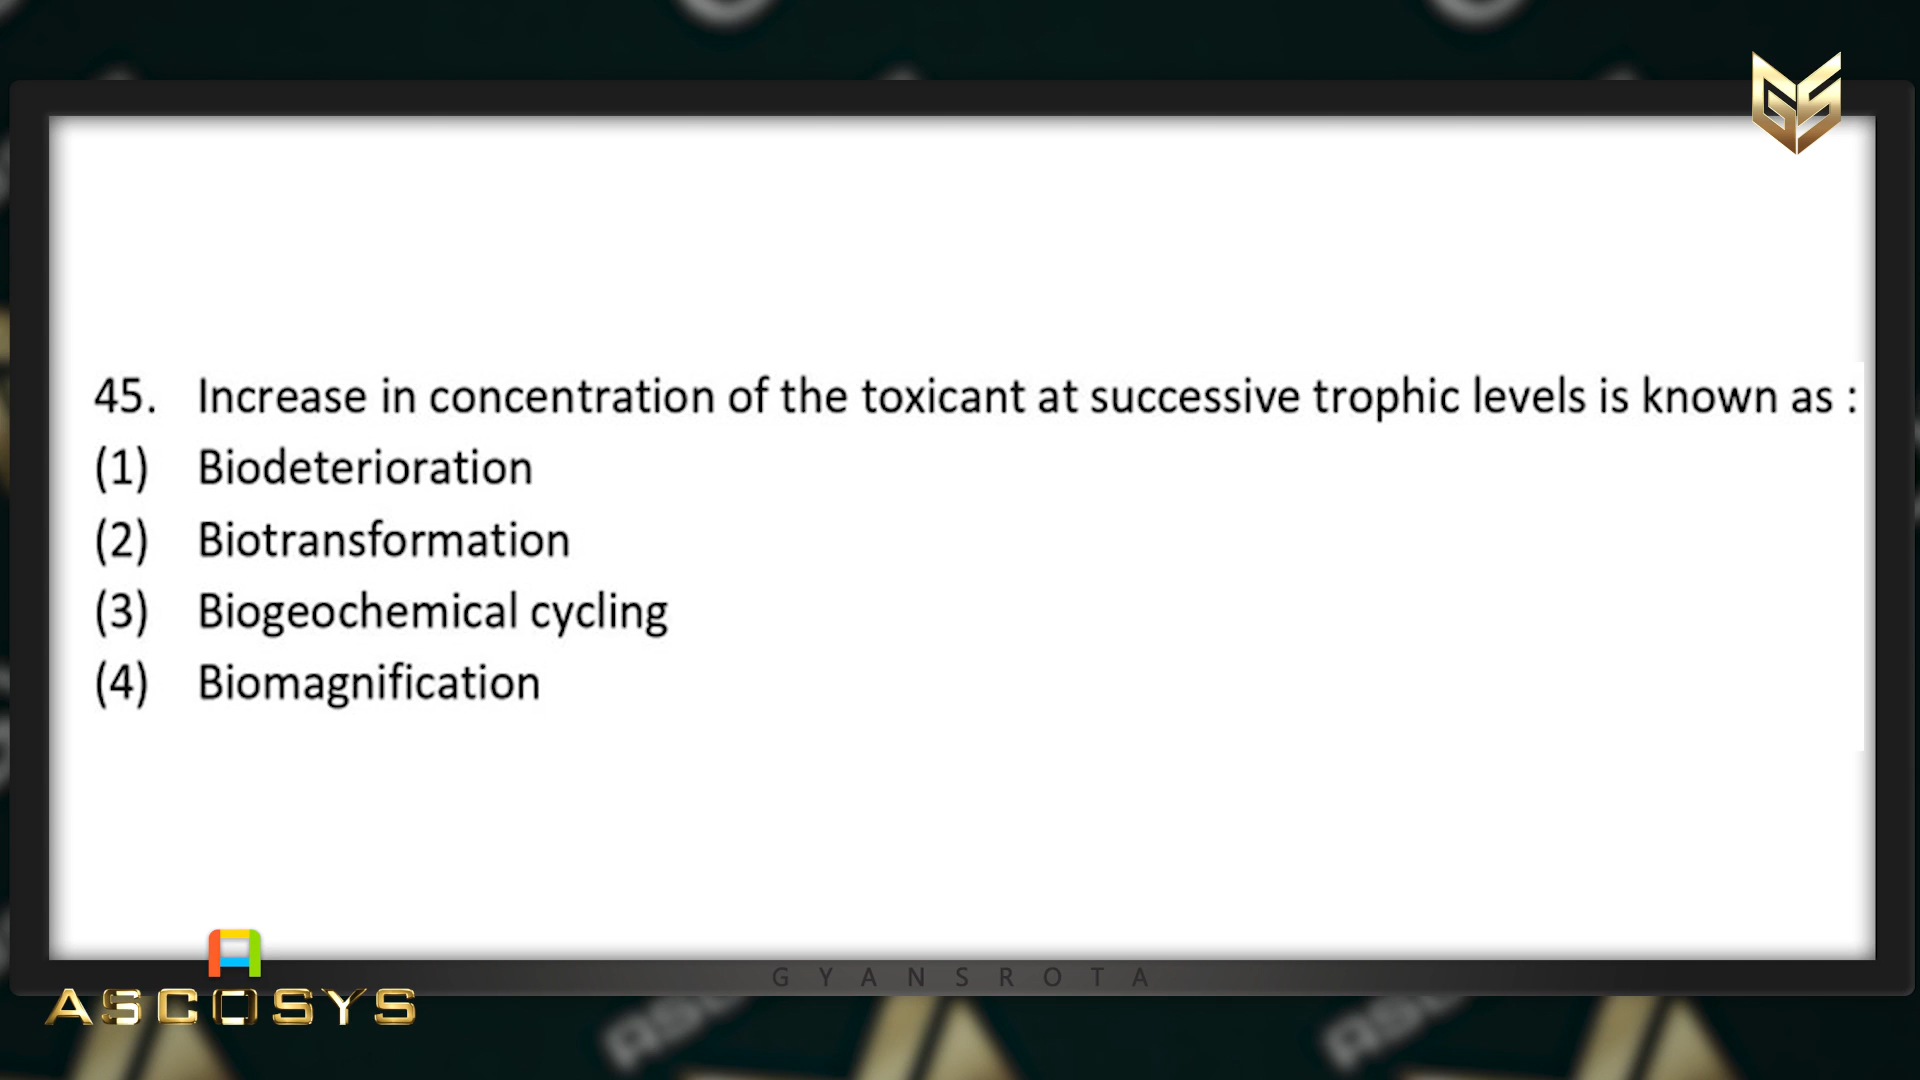 45. Increase in concentration of the toxicant at successive trophic levels is known as :
(1) Biodeterioration
(2) Biotransformation
(3) Biogeochemical cycling
(4) Biomagnification
GYANSROTA
ASCOSYS